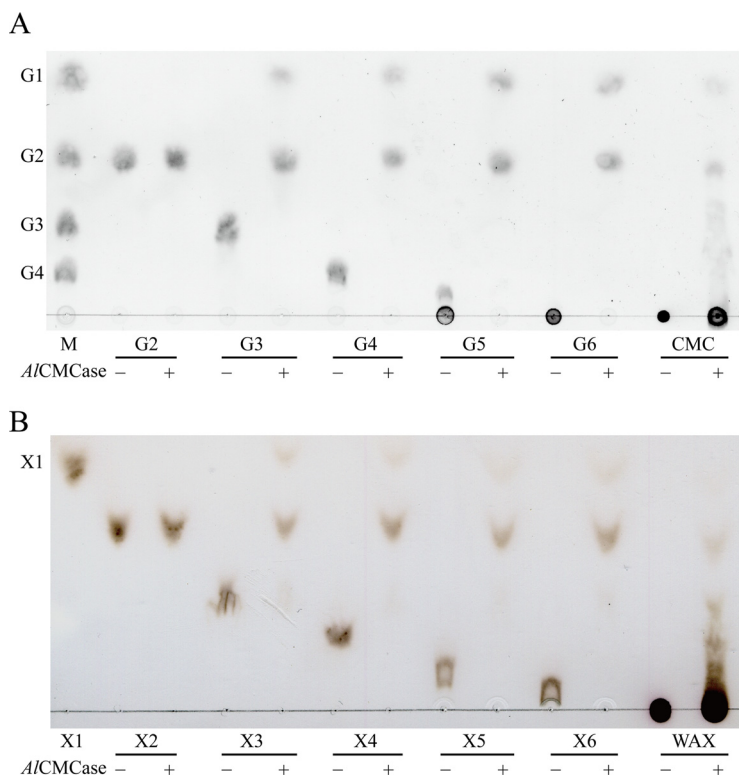 A
G1
G2
G3
G4
M G2 G3 G4 G5 G6 CMC
AlCMCase − + − + − + − + − + − +
B
X1
X1 X2 X3 X4 X5 X6 WAX
AlCMCase − + − + − + − + − + − +